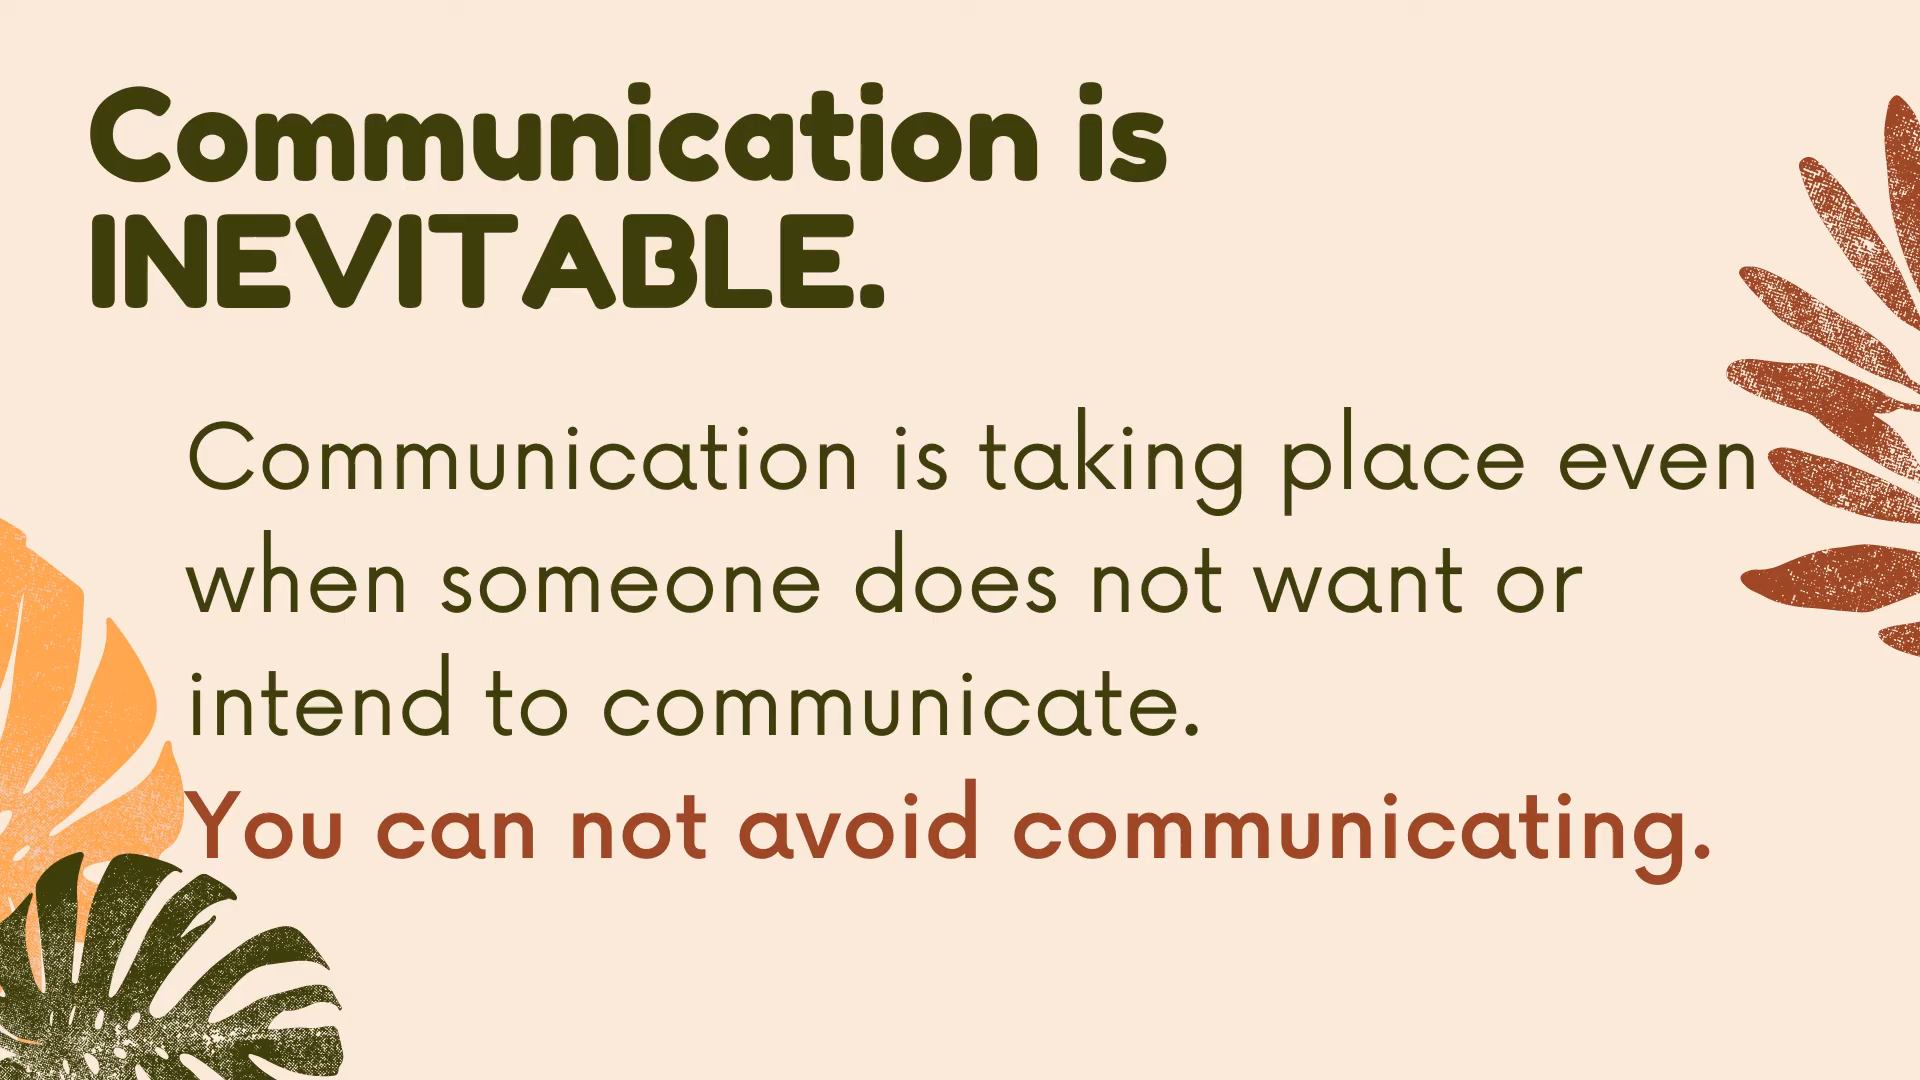 Communication is
INEVITABLE.
Communication is taking place even
when someone does not want or
intend to communicate.
You can not avoid communicating.